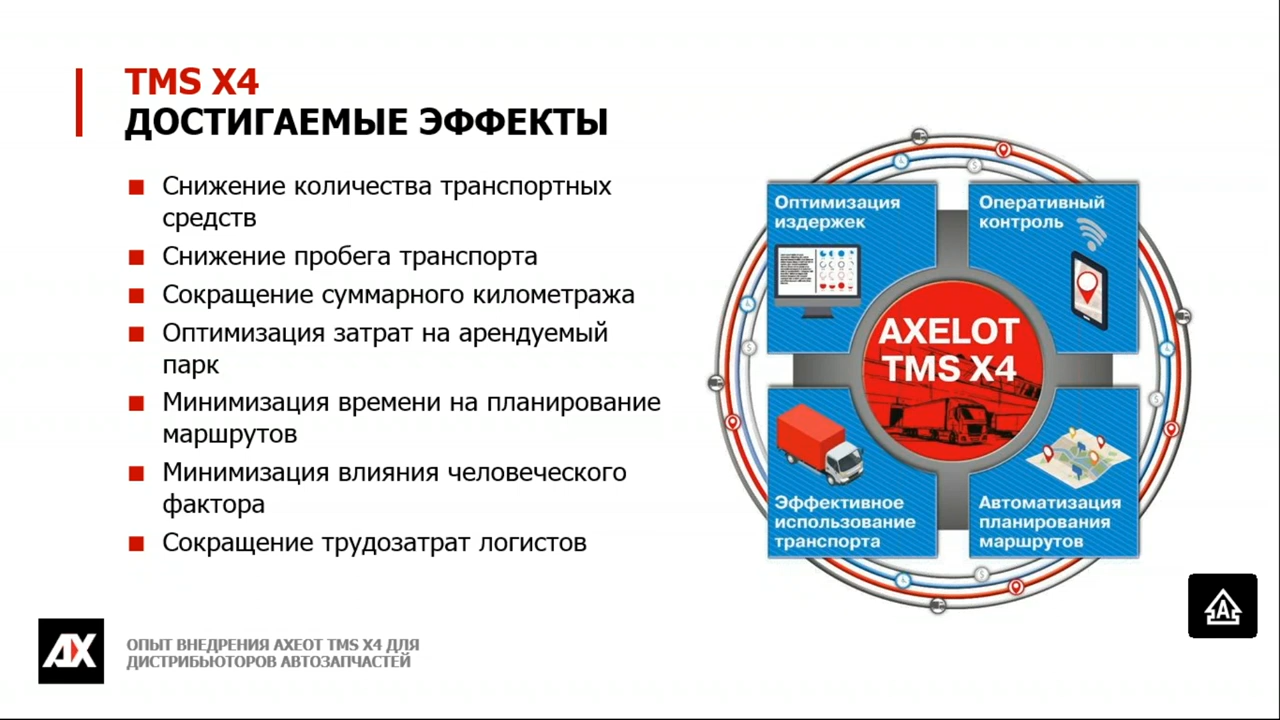 TMS X4
ДОСТИГАЕМЫЕ ЭФФЕКТЫ
Снижение количества транспортных
средств
Снижение пробега транспорта
Сокращение суммарного километража
Оптимизация затрат на арендуемый
парк
Минимизация времени на планирование
маршрутов
Минимизация влияния человеческого
фактора
Сокращение трудозатрат логистов
Оптимизация
издержек
Оперативный
контроль
AXELOT
TMS X4
Эффективное
использование
транспорта
Автоматизация
планирования
маршрутов
AX
ОПЫТ ВНЕДРЕНИЯ AXEOT TMS X4 ДЛЯ
ДИСТРИБЬЮТОРОВ АВТОЗАПЧАСТЕЙ
A